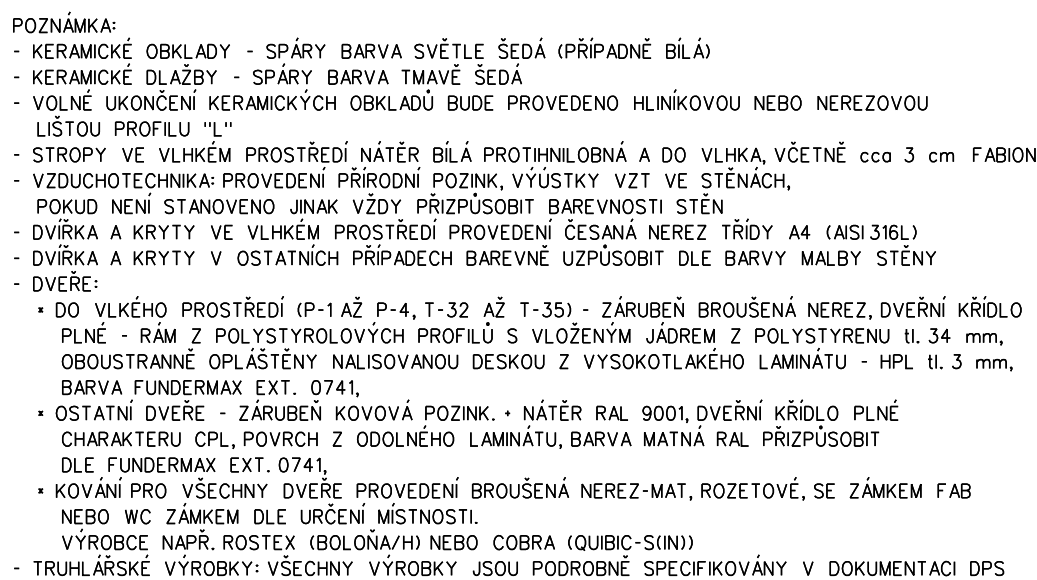 POZNÁMKA:
- KERAMICKÉ OBKLADY - SPÁRY BARVA SVĚTLE ŠEDÁ (PŘÍPADNĚ BÍLÁ)
- KERAMICKÉ DLAŽBY - SPÁRY BARVA TMAVĚ ŠEDÁ
- VOLNÉ UKONČENÍ KERAMICKÝCH OBKLADŮ BUDE PROVEDENO HLINÍKOVOU NEBO NEREZOVOU
LIŠTOU PROFILU "L"
- STROPY VE VLHKÉM PROSTŘEDÍ NÁTĚR BÍLÁ PROTIHNILOBNÁ A DO VLHKA, VČETNĚ cca 3 cm FABION
- VZDUCHOTECHNIKA: PROVEDENÍ PŘÍRODNÍ POZINK, VÝÚSTKY VZT VE STĚNÁCH,
POKUD NENÍ STANOVENO JINAK VŽDY PŘIZPŮSOBIT BAREVNOSTI STĚN
- DVÍŘKA A KRYTY VE VLHKÉM PROSTŘEDÍ PROVEDENÍ ČESANÁ NEREZ TŘÍDY A4 (AISI 316L)
- DVÍŘKA A KRYTY V OSTATNÍCH PŘÍPADECH BAREVNĚ UZPŮSOBIT DLE BARVY MALBY STĚNY
- DVEŘE:
* DO VLKÉHO PROSTŘEDÍ (P-1 AŽ P-4, T-32 AŽ T-35) - ZÁRUBEŇ BROUŠENÁ NEREZ, DVEŘNÍ KŘÍDLO
PLNÉ - RÁM Z POLYSTYROLOVÝCH PROFILŮ S VLOŽENÝM JÁDREM Z POLYSTYRENU tl. 34 mm,
OBOUSTRANNĚ OPLÁŠTĚNY NALISOVANOU DESKOU Z VYSOKOTLAKÉHO LAMINÁTU - HPL tl. 3 mm,
BARVA FUNDERMAX EXT. 0741,
* OSTATNÍ DVEŘE - ZÁRUBEŇ KOVOVÁ POZINK. + NÁTĚR RAL 9001, DVEŘNÍ KŘÍDLO PLNÉ
CHARAKTERU CPL, POVRCH Z ODOLNÉHO LAMINÁTU, BARVA MATNÁ RAL PŘIZPŮSOBIT
DLE FUNDERMAX EXT. 0741,
* KOVÁNÍ PRO VŠECHNY DVEŘE PROVEDENÍ BROUŠENÁ NEREZ-MAT, ROZETOVÉ, SE ZÁMKEM FAB
NEBO WC ZÁMKEM DLE URČENÍ MÍSTNOSTI.
VÝROBCE NAPŘ. ROSTEX (BOLOŇA/H) NEBO COBRA (QUIBIC-S(IN))
- TRUHLÁŘSKÉ VÝROBKY: VŠECHNY VÝROBKY JSOU PODROBNĚ SPECIFIKOVÁNY V DOKUMENTACI DPS